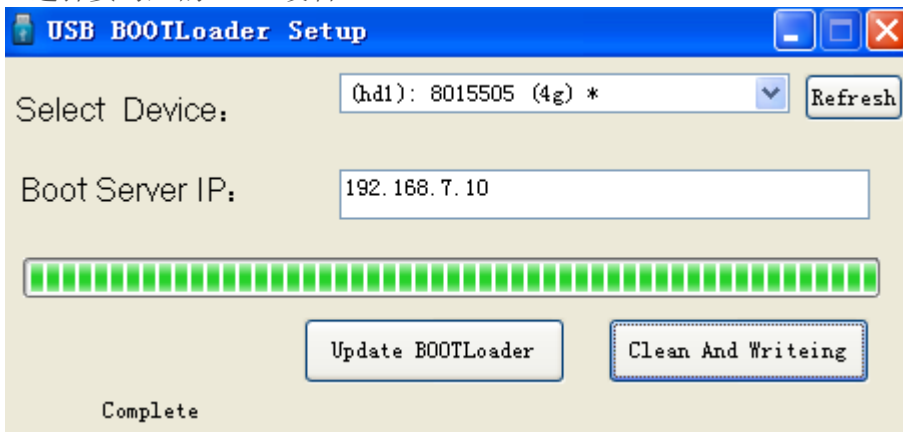 USB BOOTLoader Setup
Select Device:
(hd1): 8015505 (4g) *
Refresh
Boot Server IP:
192.168.7.10
Update BOOTLoader
Clean And Writeing
Complete